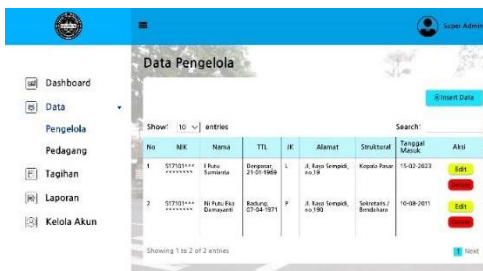 Super Admin
Data Pengelola
Dashboard
Data
Pengelola
Pedagang
Tagihan
Laporan
Kelola Akun
Insert Data
Show: 10 entries
Search:
No NIK Nama TTL JK Alamat Struktural Tanggal Masuk Aksi
1 517101*** ******** I Putu Sumianta Denpasar, 21-01-1969 L Jl. Raya Sempidi, no.19 Kepala Pasar 15-02-2023 Edit
Delete
2 517101*** ******** Ni Putu Eka Damayanti Badung, 07-04-1971 P Jl. Raya Sempidi, no.190 Sekretaris / Bendahara 10-08-2011 Edit
Delete
Showing 1 to 2 of 2 entries
1 Next